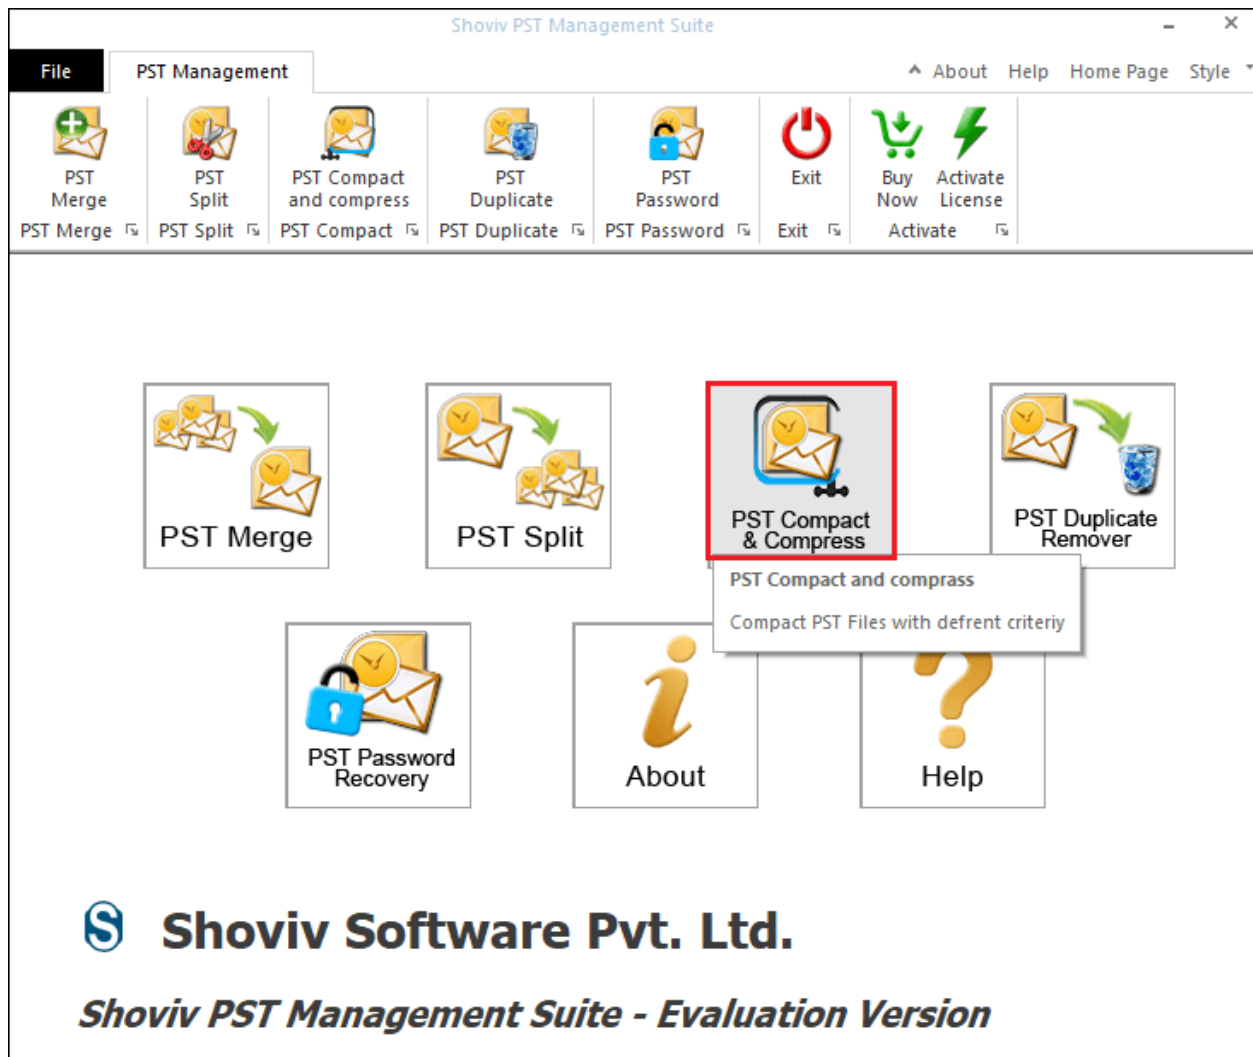 Shoviv PST Management Suite
File PST Management About Help Home Page Style
PST Merge
PST Split
PST Compact and compress
PST Duplicate
PST Password
Exit
Buy Now
Activate License
PST Merge PST Split PST Compact PST Duplicate PST Password Exit Activate
PST Merge
PST Split
PST Compact
& Compress
PST Duplicate
Remover
PST Compact and comprass
Compact PST Files with defrent criteriy
PST Password
Recovery
About
Help
S Shoviv Software Pvt. Ltd.
Shoviv PST Management Suite - Evaluation Version